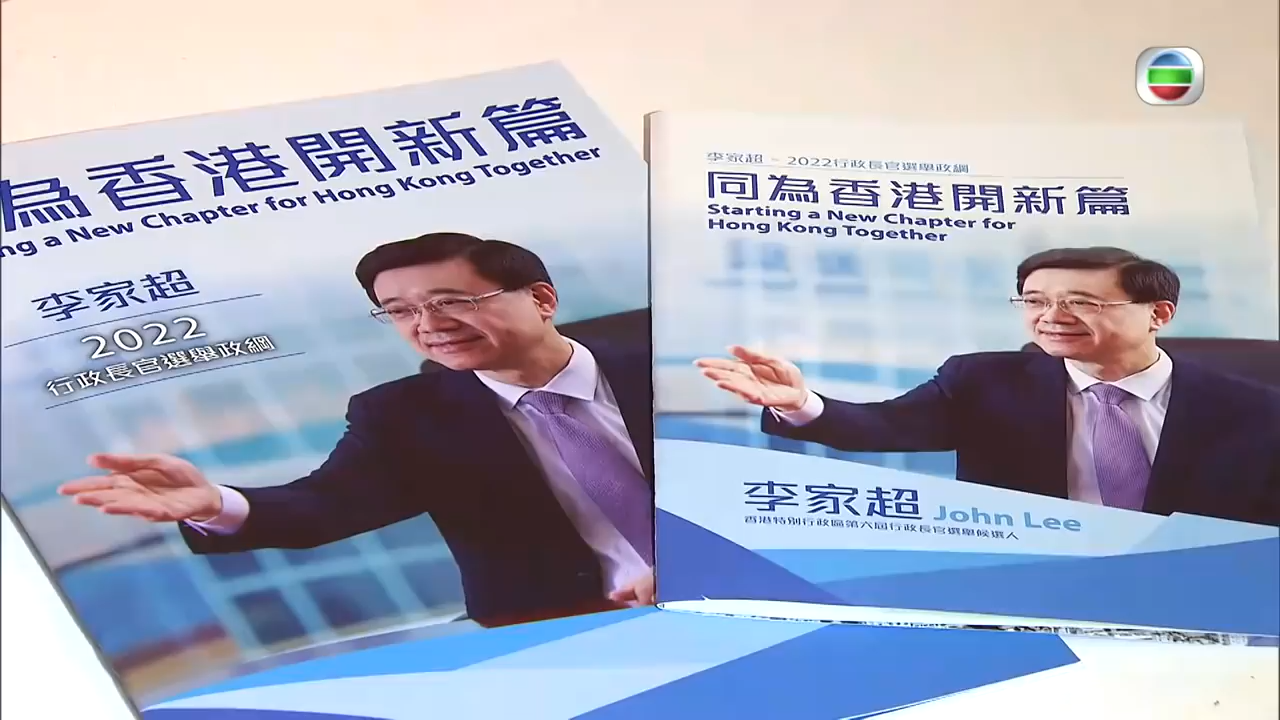 為香港開新篇
ng a New Chapter for Hong Kong Together
李家超
2022
行政長官選舉政綱
李家超 - 2022行政長官選舉政綱
同為香港開新篇
Starting a New Chapter for
Hong Kong Together
李家超 John Lee
香港特別行政區第六屆行政長官選舉候選人